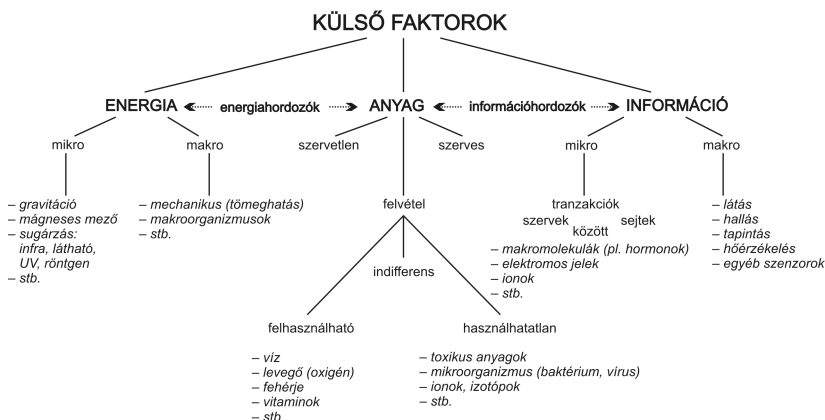 KÜLSŐ FAKTOROK
ENERGIA energiahordozók ANYAG információhordozók INFORMÁCIÓ
mikro makro szervetlen szerves mikro makro
– gravitáció
– mágneses mező
– sugárzás:
infra, látható,
UV, röntgen
– stb.
– mechanikus (tömeghatás)
– makroorganizmusok
– stb.
felvétel
tranzakciók
szervek sejtek
között
– makromolekulák (pl. hormonok)
– elektromos jelek
– ionok
– stb.
– látás
– hallás
– tapintás
– hőérzékelés
– egyéb szenzorok
indifferens
felhasználható
használhatatlan
– víz
– levegő (oxigén)
– fehérje
– vitaminok
– stb
– toxikus anyagok
– mikroorganizmus (baktérium, vírus)
– ionok, izotópok
– stb.